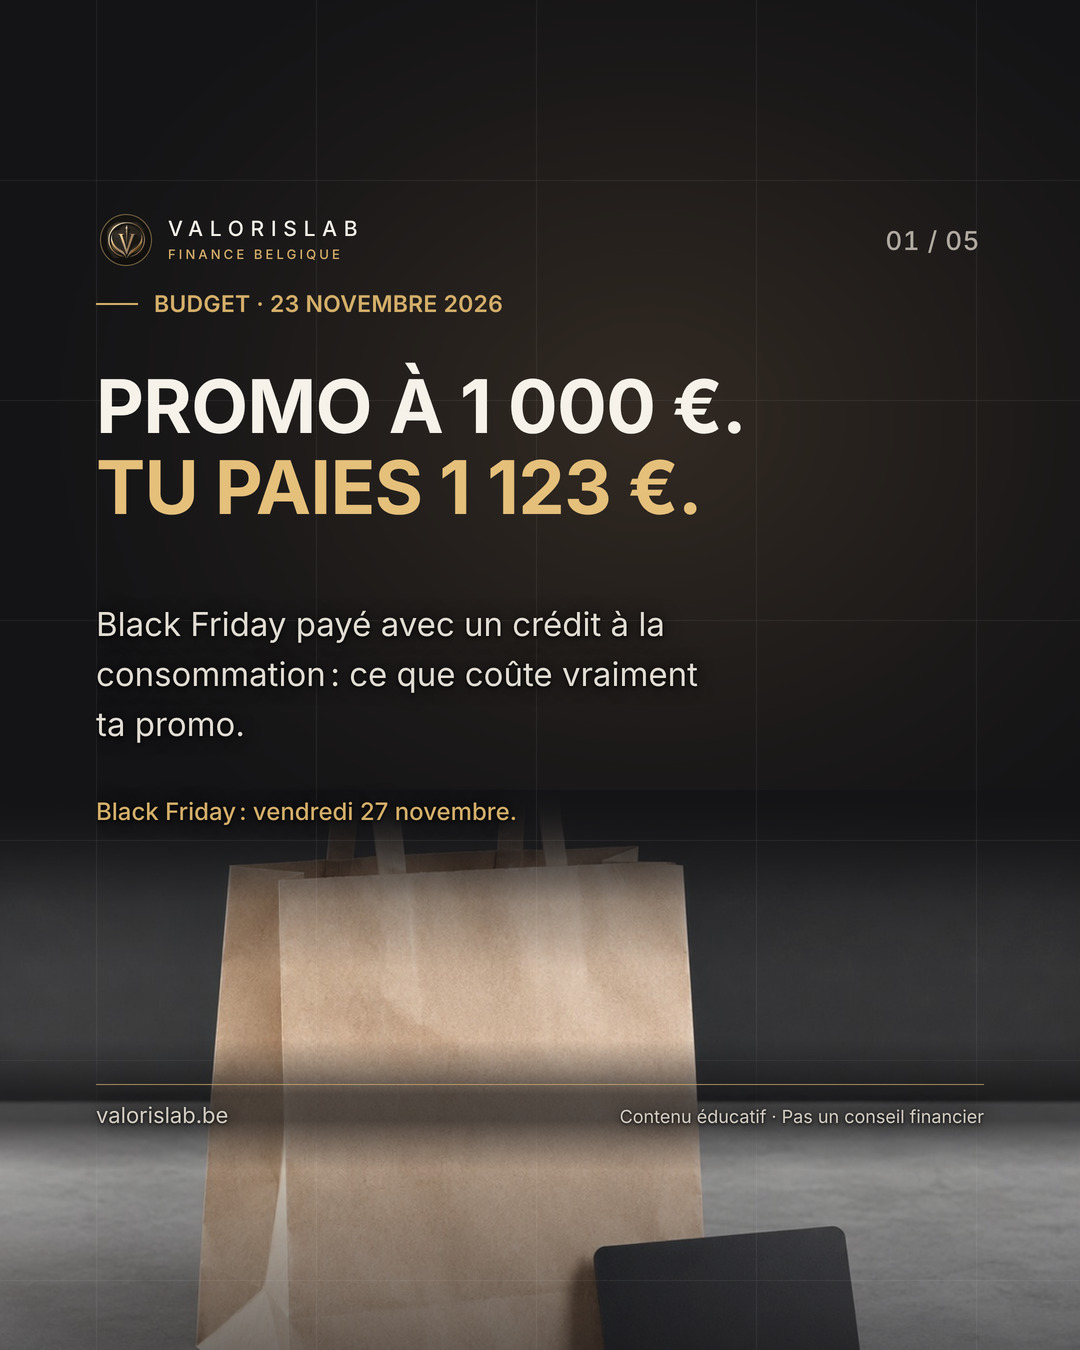 VALORISLAB
FINANCE BELGIQUE
01 / 05
BUDGET · 23 NOVEMBRE 2026
PROMO À 1 000 €.
TU PAIES 1 123 €.
Black Friday payé avec un crédit à la
consommation : ce que coûte vraiment
ta promo.
Black Friday : vendredi 27 novembre.
valorislab.be
Contenu éducatif · Pas un conseil financier